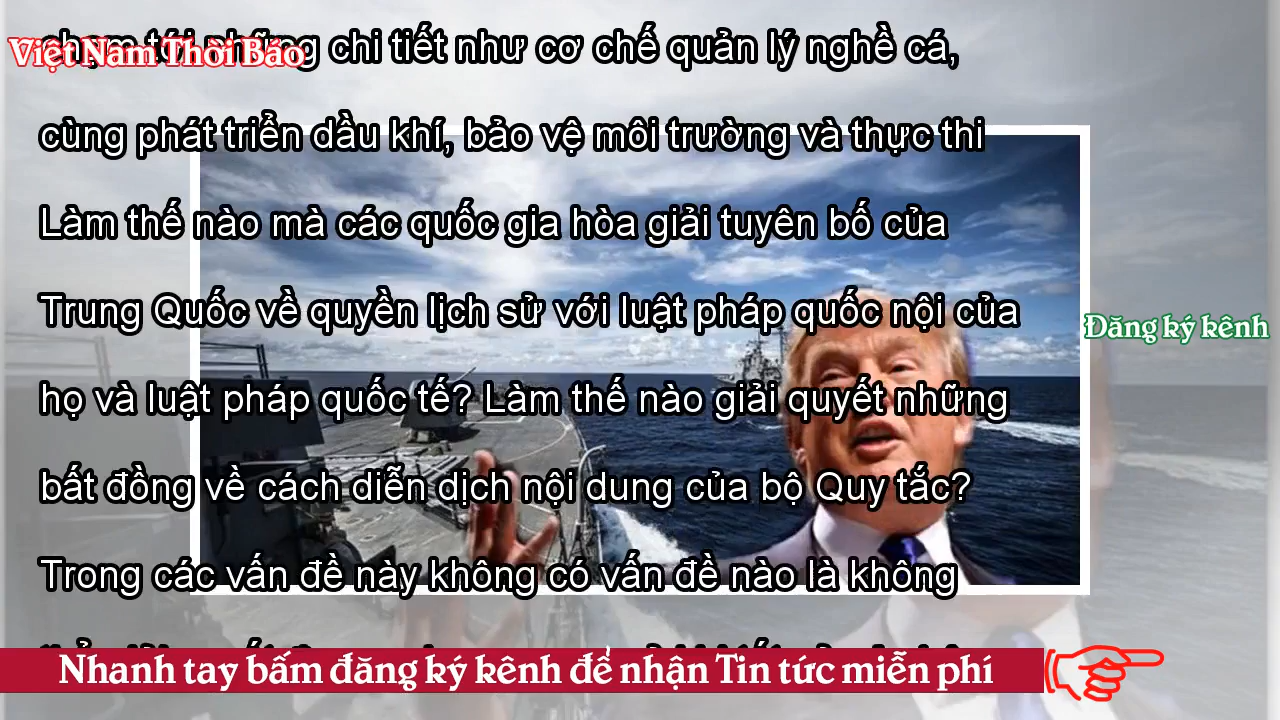 Việt Nam Thời Báo
chạm tới những chi tiết như cơ chế quản lý nghề cá,
cùng phát triển dầu khí, bảo vệ môi trường và thực thi
Làm thế nào mà các quốc gia hòa giải tuyên bố của
Trung Quốc về quyền lịch sử với luật pháp quốc nội của
Đăng ký kênh
họ và luật pháp quốc tế? Làm thế nào giải quyết những
bất đồng về cách diễn dịch nội dung của bộ Quy tắc?
Trong các vấn đề này không có vấn đề nào là không
Nhanh tay bấm đăng ký kênh để nhận Tin tức miễn phí